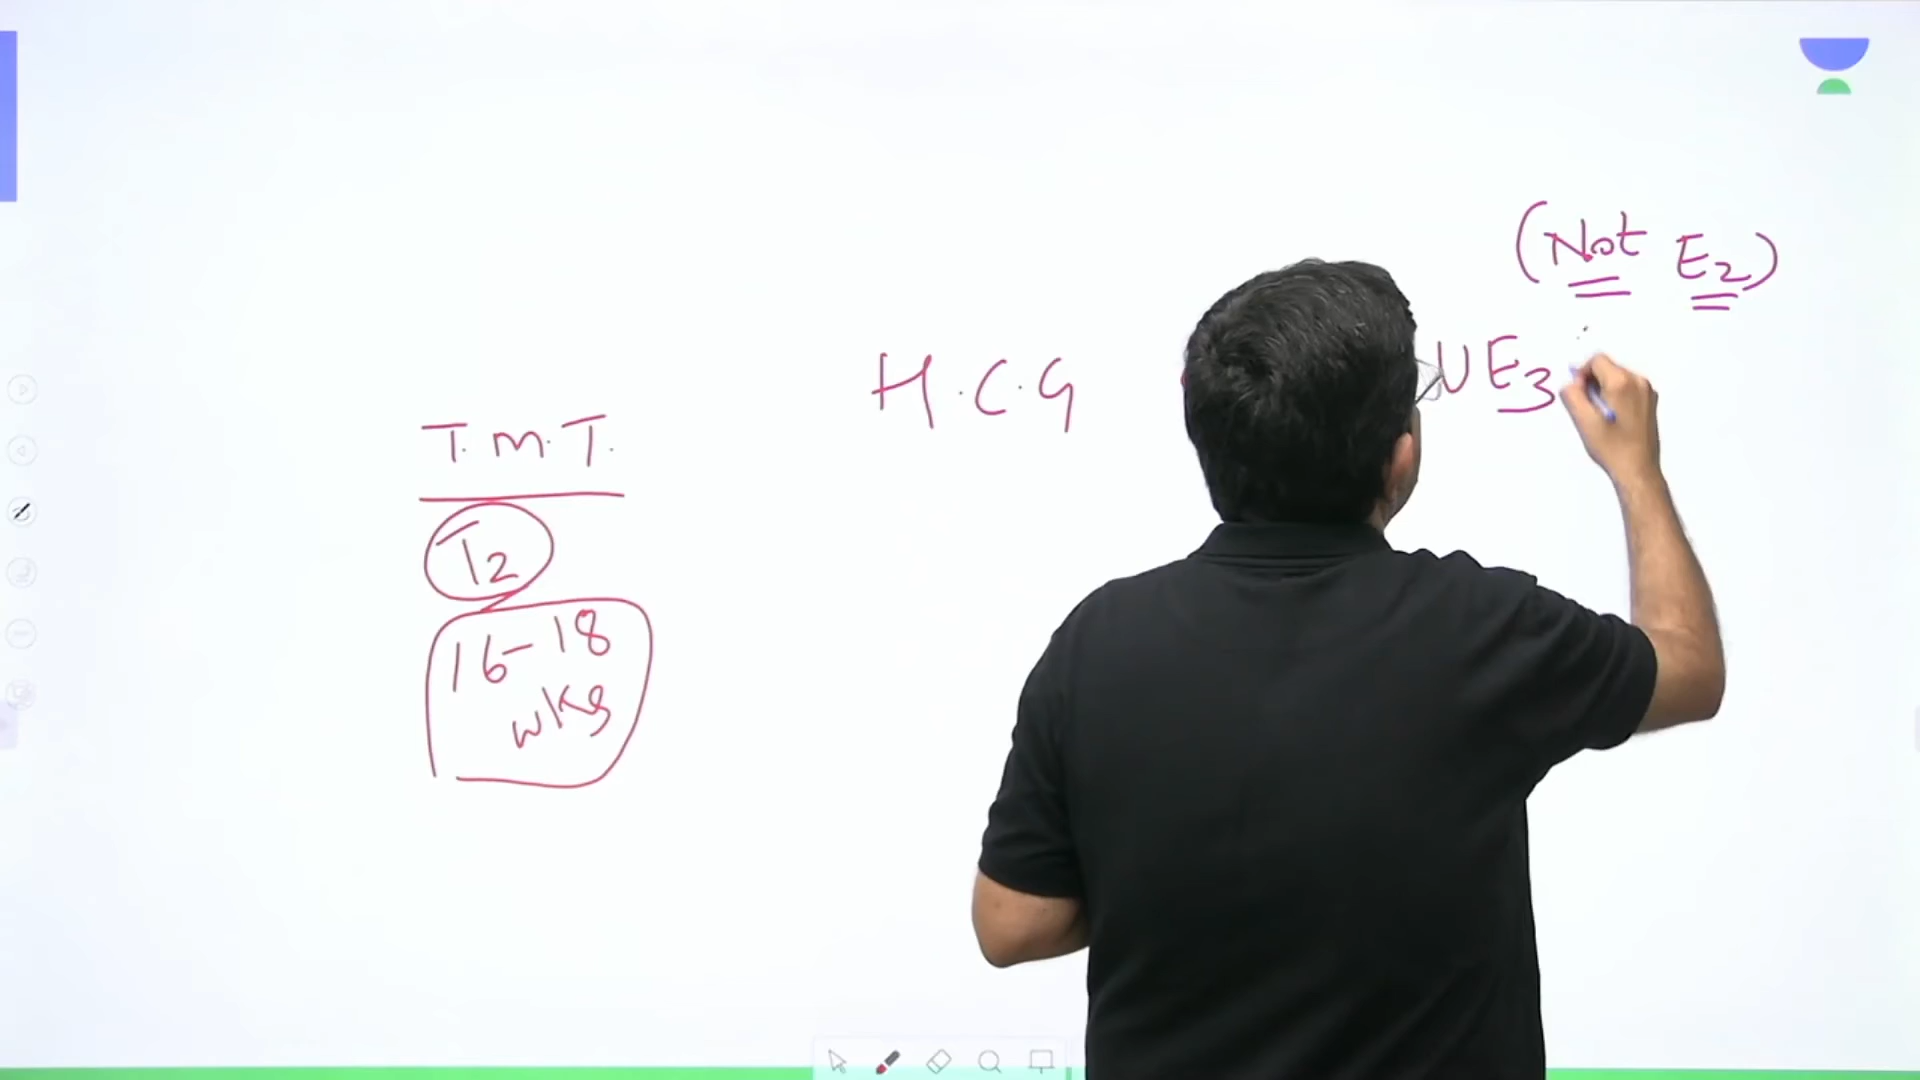 (Not E2)
H.C.G
UE3
T.M.T.
T2
16-18
wks